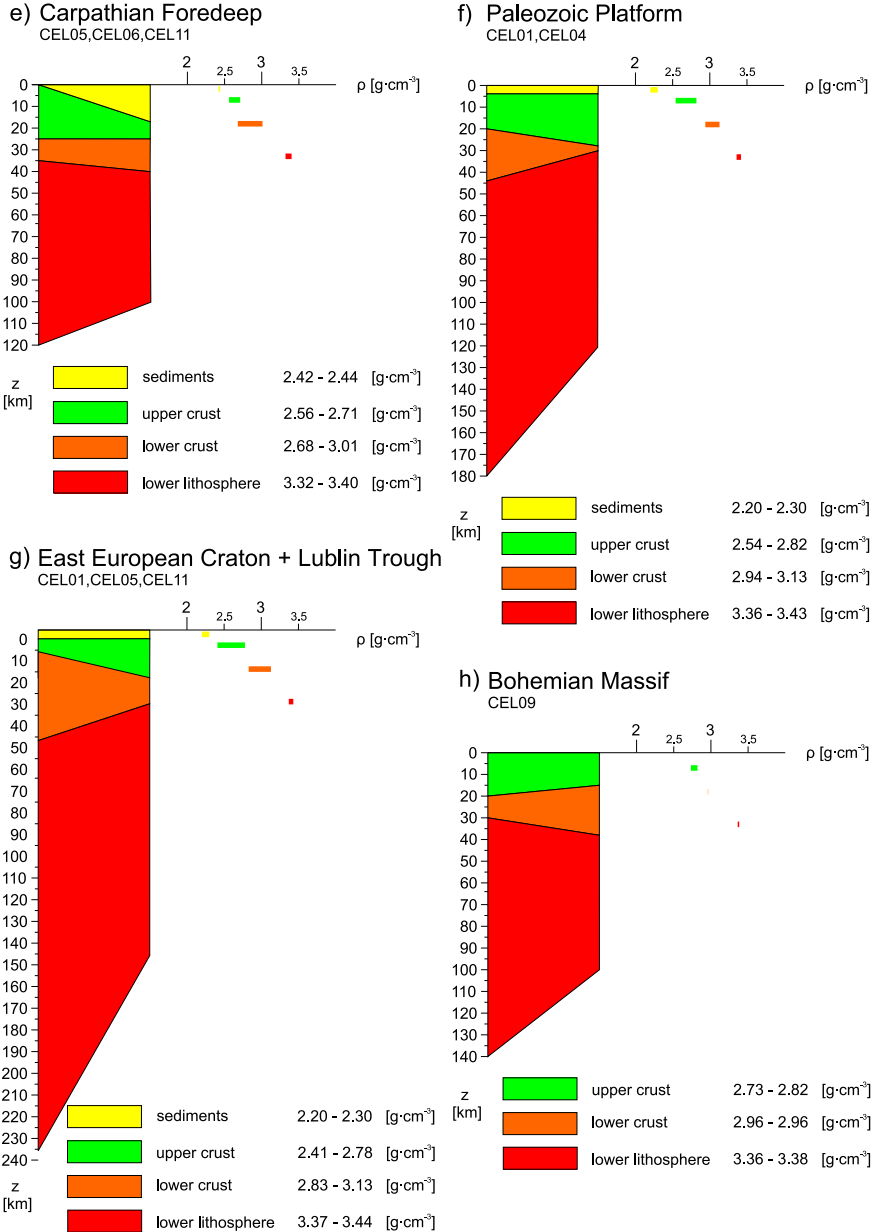 e) Carpathian Foredeep
CEL05,CEL06,CEL11
2 2.5 3 3.5
ρ [g·cm⁻³]
0
10
20
30
40
50
60
70
80
90
100
110
120
z
[km]
sediments 2.42 - 2.44 [g·cm⁻³]
upper crust 2.56 - 2.71 [g·cm⁻³]
lower crust 2.68 - 3.01 [g·cm⁻³]
lower lithosphere 3.32 - 3.40 [g·cm⁻³]
f) Paleozoic Platform
CEL01,CEL04
2 2.5 3 3.5
ρ [g·cm⁻³]
0
10
20
30
40
50
60
70
80
90
100
110
120
130
140
150
160
170
180
z
[km]
sediments 2.20 - 2.30 [g·cm⁻³]
upper crust 2.54 - 2.82 [g·cm⁻³]
lower crust 2.94 - 3.13 [g·cm⁻³]
lower lithosphere 3.36 - 3.43 [g·cm⁻³]
g) East European Craton + Lublin Trough
CEL01,CEL05,CEL11
2 2.5 3 3.5
ρ [g·cm⁻³]
0
10
20
30
40
50
60
70
80
90
100
110
120
130
140
150
160
170
180
190
200
210
220
230
240
z
[km]
sediments 2.20 - 2.30 [g·cm⁻³]
upper crust 2.41 - 2.78 [g·cm⁻³]
lower crust 2.83 - 3.13 [g·cm⁻³]
lower lithosphere 3.37 - 3.44 [g·cm⁻³]
h) Bohemian Massif
CEL09
2 2.5 3 3.5
ρ [g·cm⁻³]
0
10
20
30
40
50
60
70
80
90
100
110
120
130
140
z
[km]
upper crust 2.73 - 2.82 [g·cm⁻³]
lower crust 2.96 - 2.96 [g·cm⁻³]
lower lithosphere 3.36 - 3.38 [g·cm⁻³]